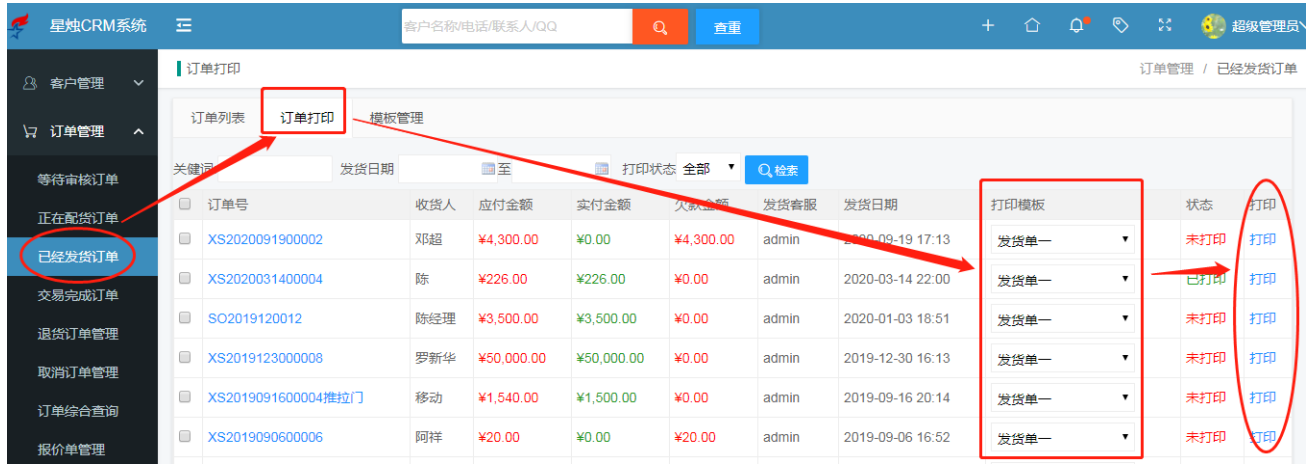 星烛CRM系统 客户名称/电话/联系人/QQ 查重 超级管理员
订单打印 订单管理 / 已经发货订单
客户管理
订单列表 订单打印 模板管理
订单管理
关键词 发货日期 至 打印状态 全部 检索
等待审核订单
正在配货订单
已经发货订单
交易完成订单
退货订单管理
取消订单管理
订单综合查询
报价单管理
订单号 收货人 应付金额 实付金额 欠款金额 发货客服 发货日期 打印模板 状态 打印
XS2020091900002 邓超 ¥4,300.00 ¥0.00 ¥4,300.00 admin 2020-09-19 17:13 发货单一 未打印 打印
XS2020031400004 陈 ¥226.00 ¥226.00 ¥0.00 admin 2020-03-14 22:00 发货单一 已打印 打印
SO2019120012 陈经理 ¥3,500.00 ¥3,500.00 ¥0.00 admin 2020-01-03 18:51 发货单一 未打印 打印
XS2019123000008 罗新华 ¥50,000.00 ¥50,000.00 ¥0.00 admin 2019-12-30 16:13 发货单一 未打印 打印
XS2019091600004推拉门 移动 ¥1,540.00 ¥1,500.00 ¥0.00 admin 2019-09-16 20:14 发货单一 未打印 打印
XS2019090600006 阿祥 ¥20.00 ¥0.00 ¥20.00 admin 2019-09-06 16:52 发货单一 未打印 打印